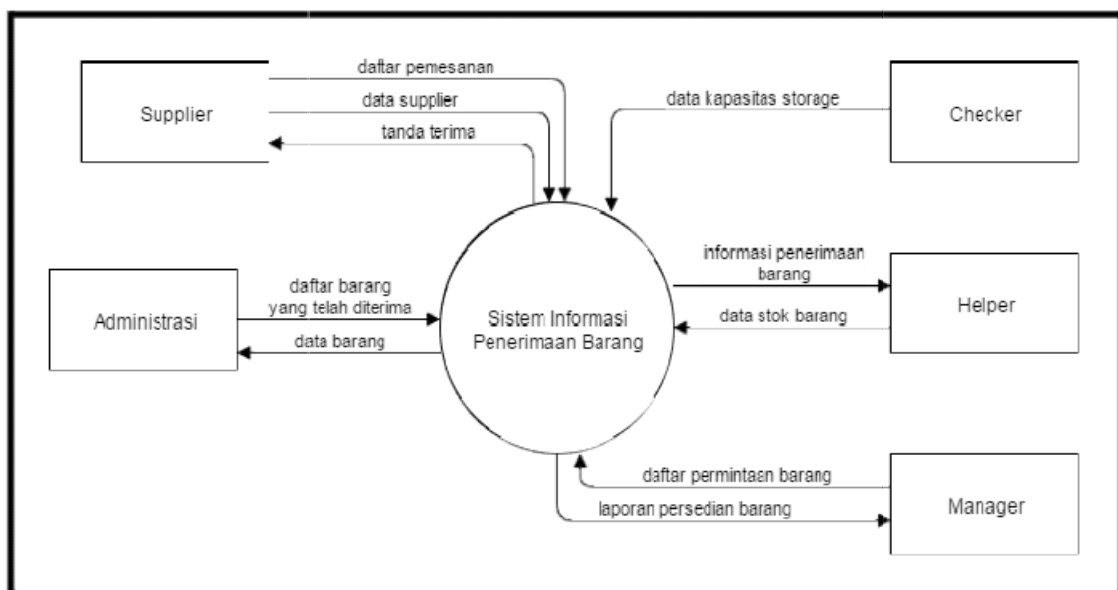 daftar pemesanan
data supplier
tanda terima
Supplier
data kapasitas storage
Checker
Administrasi
daftar barang
yang telah diterima
data barang
Sistem Informasi
Penerimaan Barang
informasi penerimaan
barang
data stok barang
Helper
daftar permintaan barang
laporan persedian barang
Manager